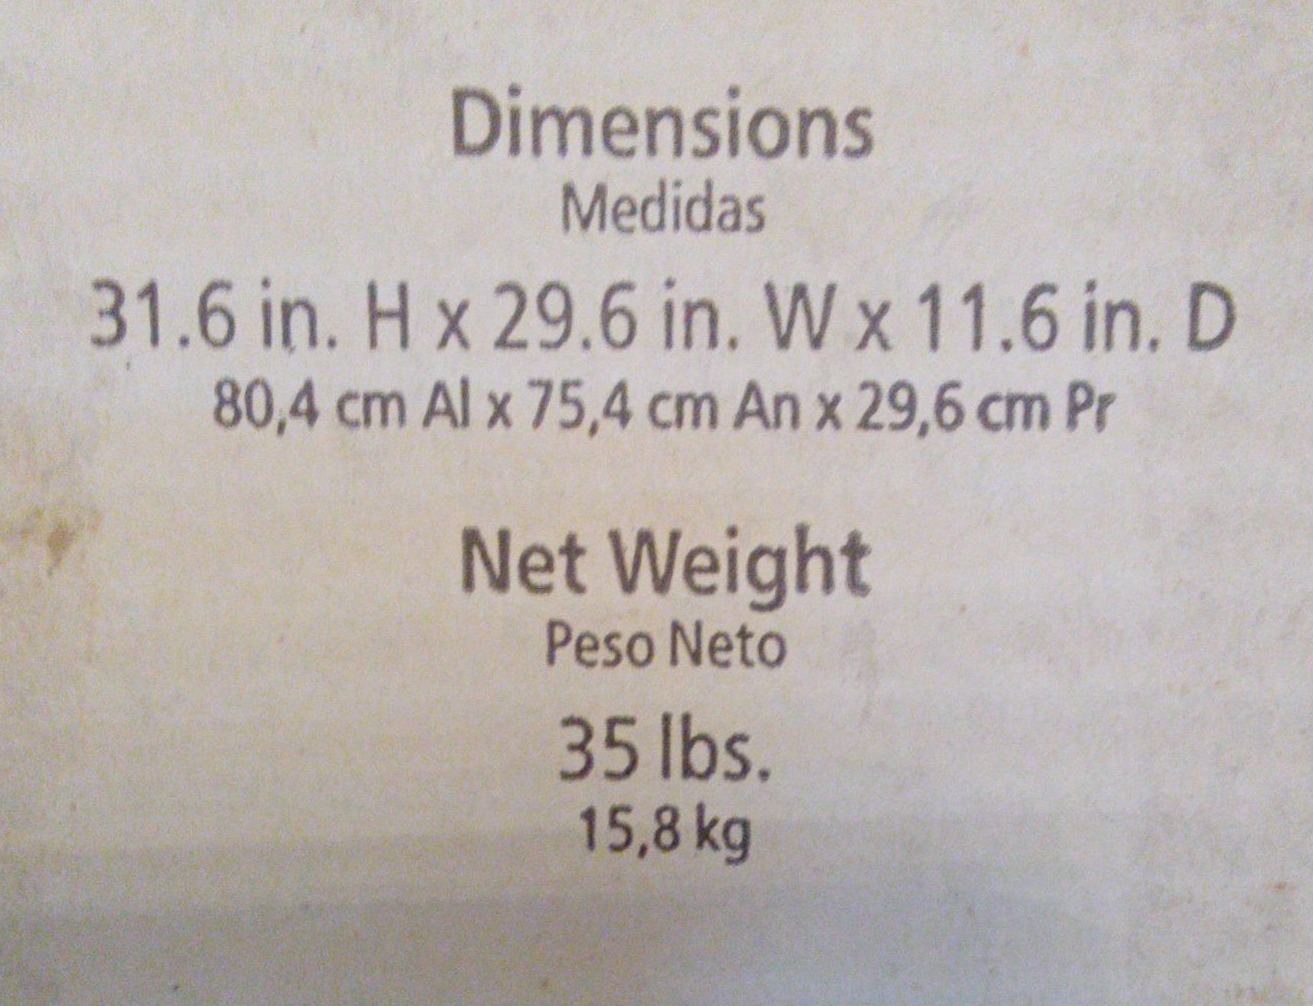 Dimensions
Medidas
31.6 in. H x 29.6 in. W x 11.6 in. D
80,4 cm Al x 75,4 cm An x 29,6 cm Pr
Net Weight
Peso Neto
35 lbs.
15,8 kg